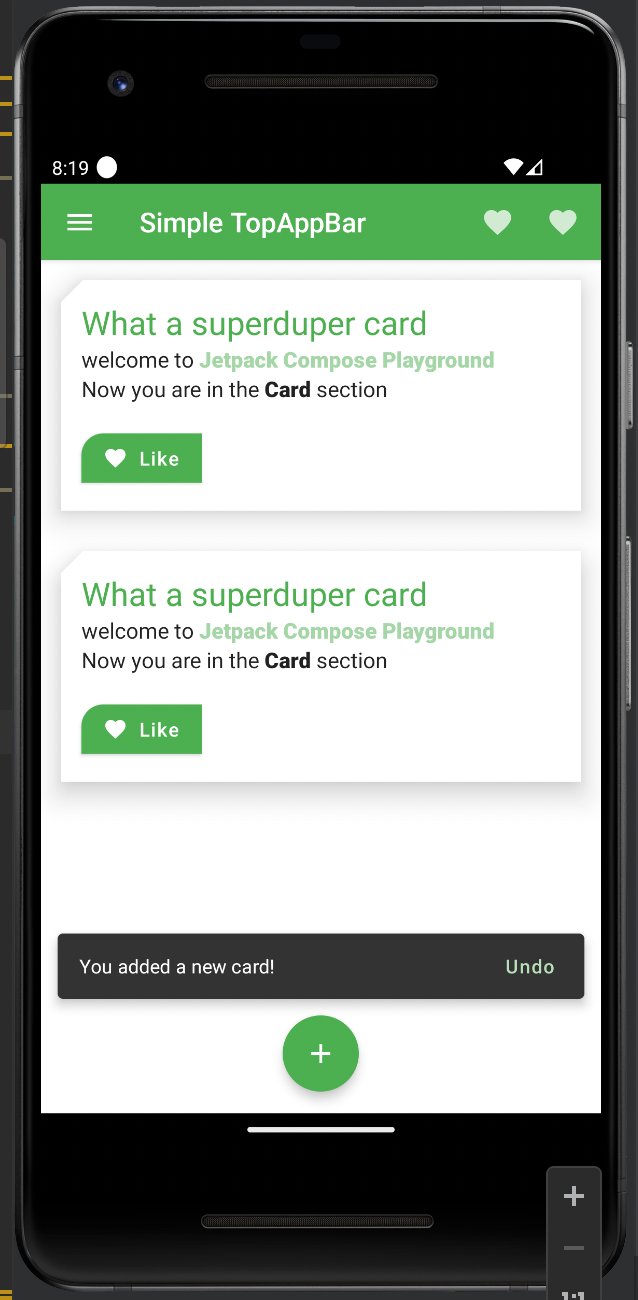 8:19
Simple TopAppBar
What a superduper card
welcome to Jetpack Compose Playground
Now you are in the Card section
Like
What a superduper card
welcome to Jetpack Compose Playground
Now you are in the Card section
Like
You added a new card! Undo
+
+
−
1:1